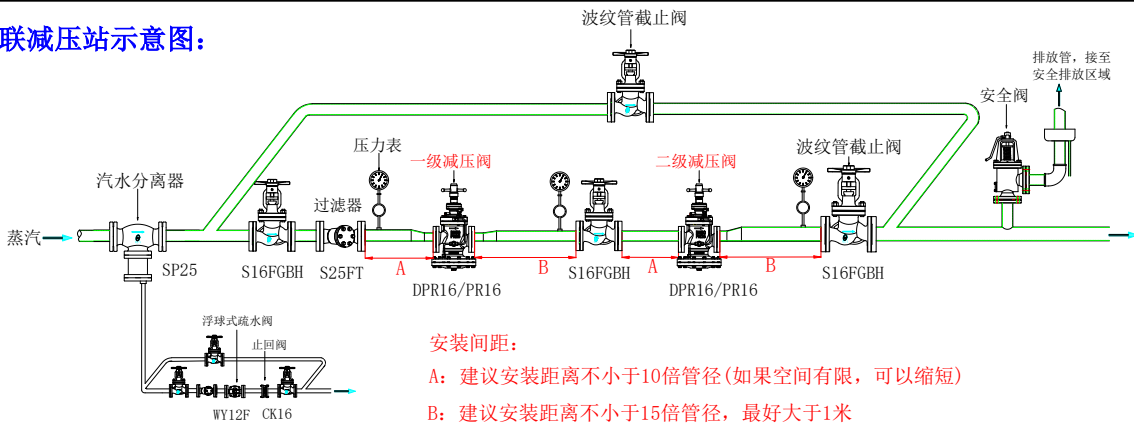 联减压站示意图：
波纹管截止阀
排放管，接至
安全排放区域
安全阀
压力表
一级减压阀
二级减压阀
波纹管截止阀
汽水分离器
过滤器
蒸汽
SP25
S16FGBH
S25FT
A
B
S16FGBH
A
B
S16FGBH
DPR16/PR16
DPR16/PR16
浮球式疏水阀
止回阀
WY12F
CK16
安装间距：
A：建议安装距离不小于10倍管径(如果空间有限，可以缩短)
B：建议安装距离不小于15倍管径，最好大于1米